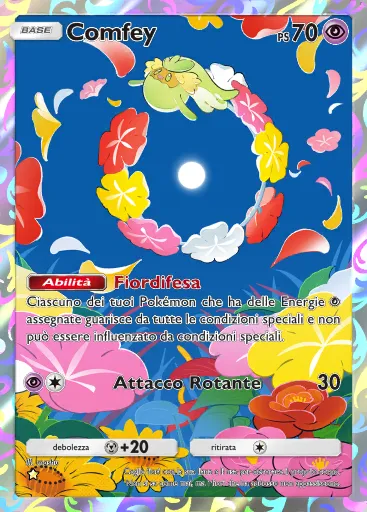 BASE Comfey PS 70
Abilità Fiordifesa
Ciascuno dei tuoi Pokémon che ha delle Energie
assegnate guarisce da tutte le condizioni speciali e non
può essere influenzato da condizioni speciali.
Attacco Rotante 30
debolezza +20 ritirata